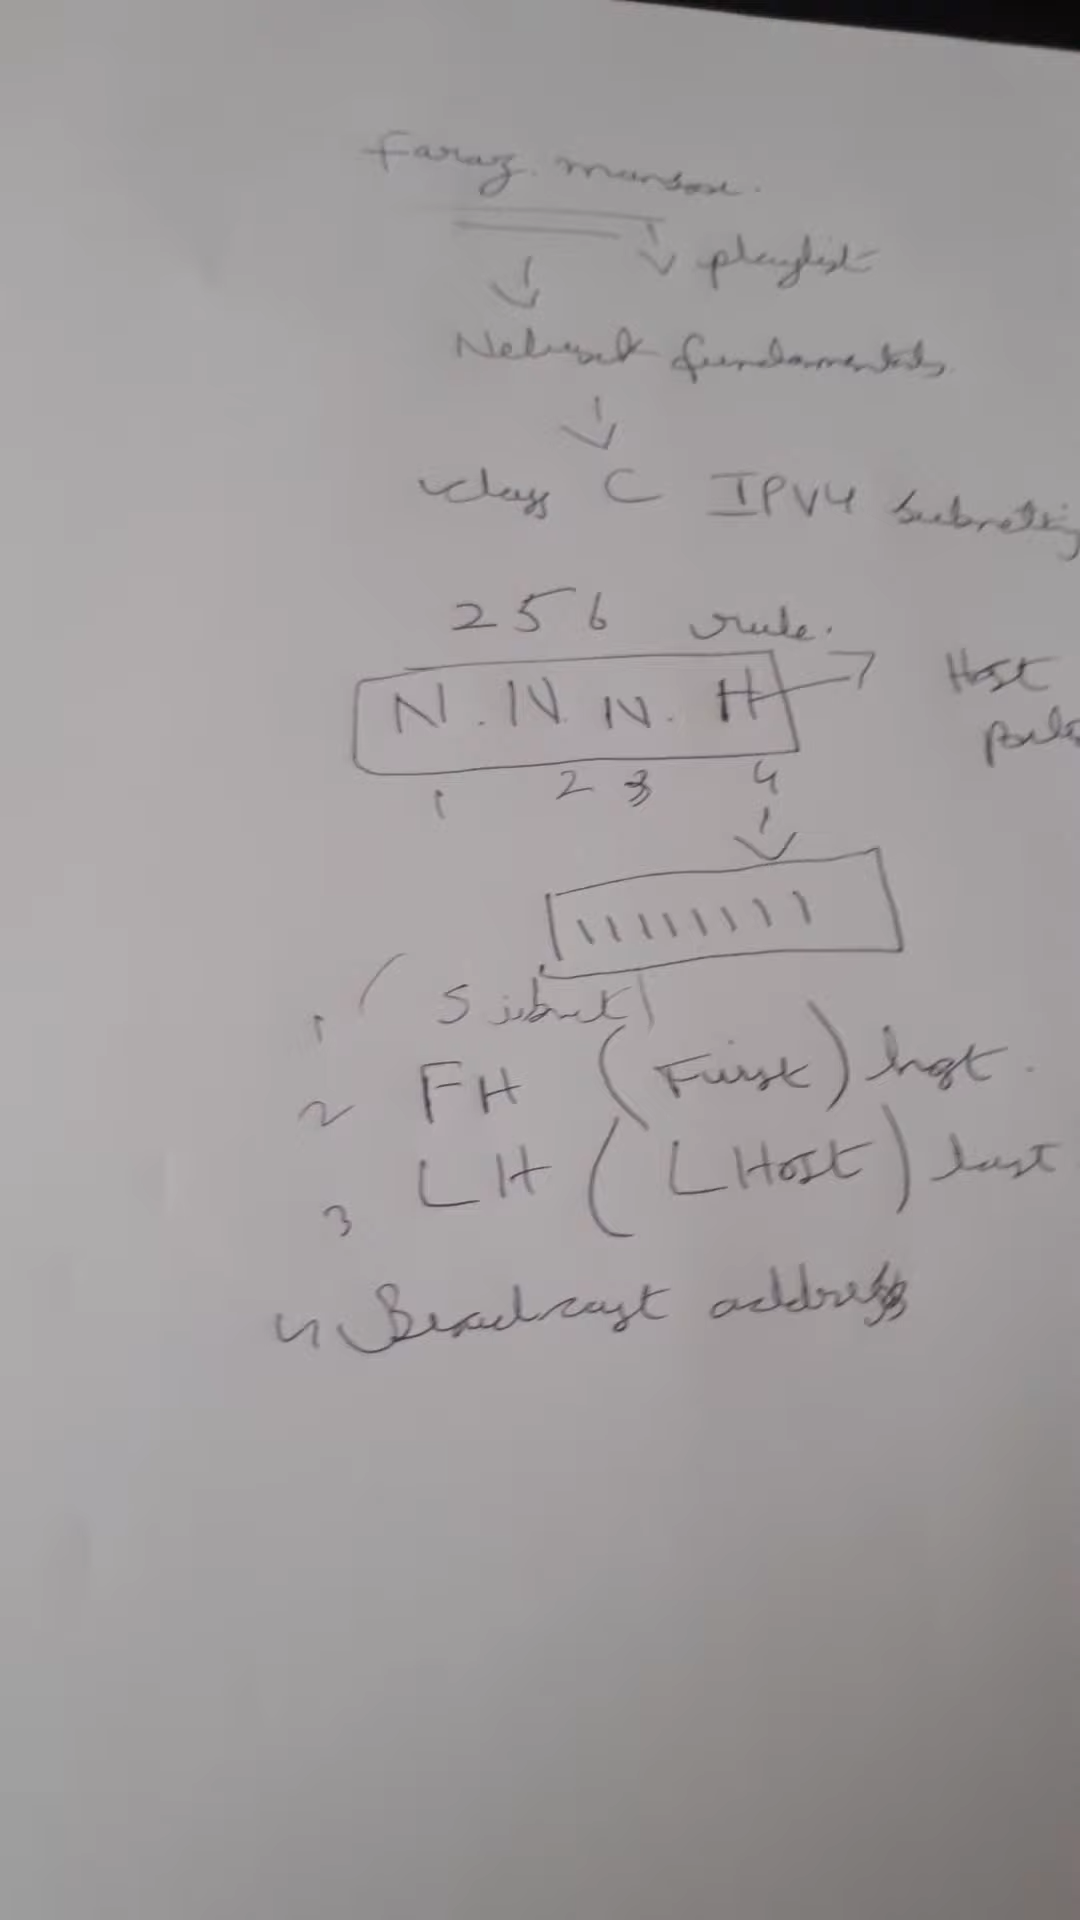 Faraz. mansoor.
playlist
Network fundamentals
class C IPV4 Subnetting
256 rule.
N. N. N. H Host
1 2 3 4
11111111
1 ( Subnet )
2 FH (First) host.
3 LH (LHost) last
4 Broadcast address